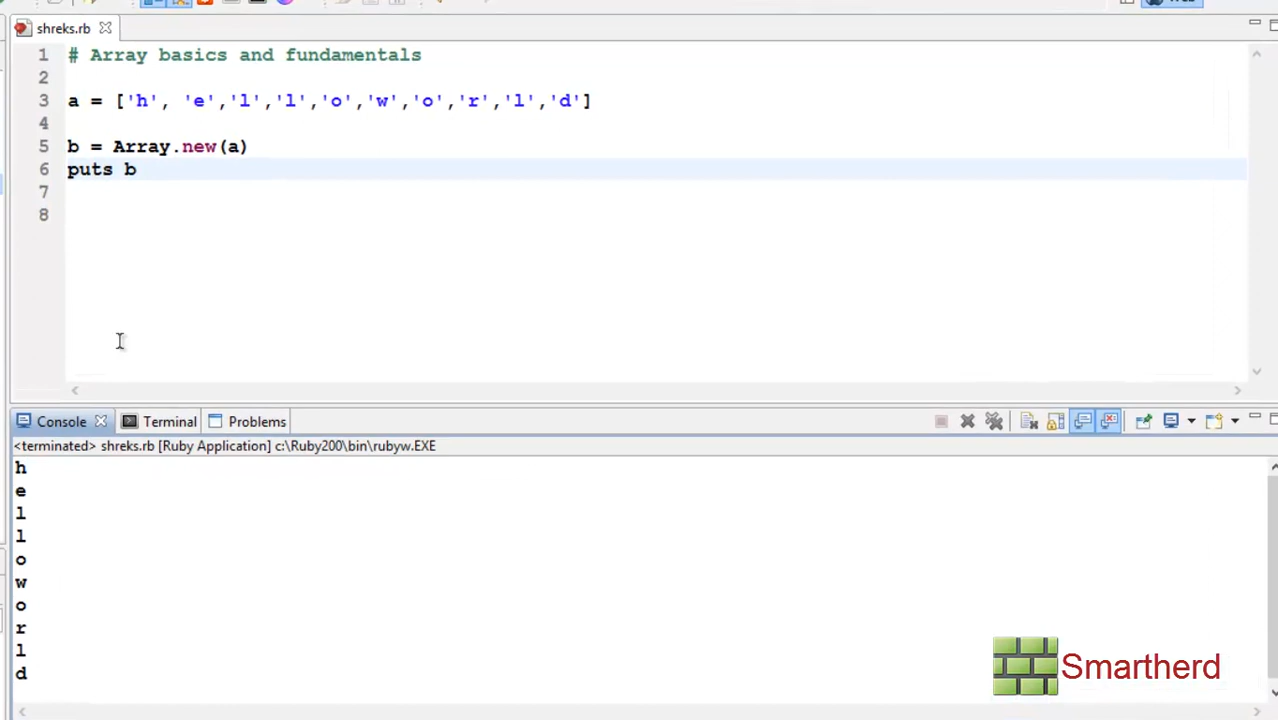 shreks.rb
1 # Array basics and fundamentals
2
3 a = ['h', 'e','l','l','o','w','o','r','l','d']
4
5 b = Array.new(a)
6 puts b
7
8
Console Terminal Problems
<terminated> shreks.rb [Ruby Application] c:\Ruby200\bin\rubyw.EXE
h
e
l
l
o
w
o
r
l
d
Smartherd